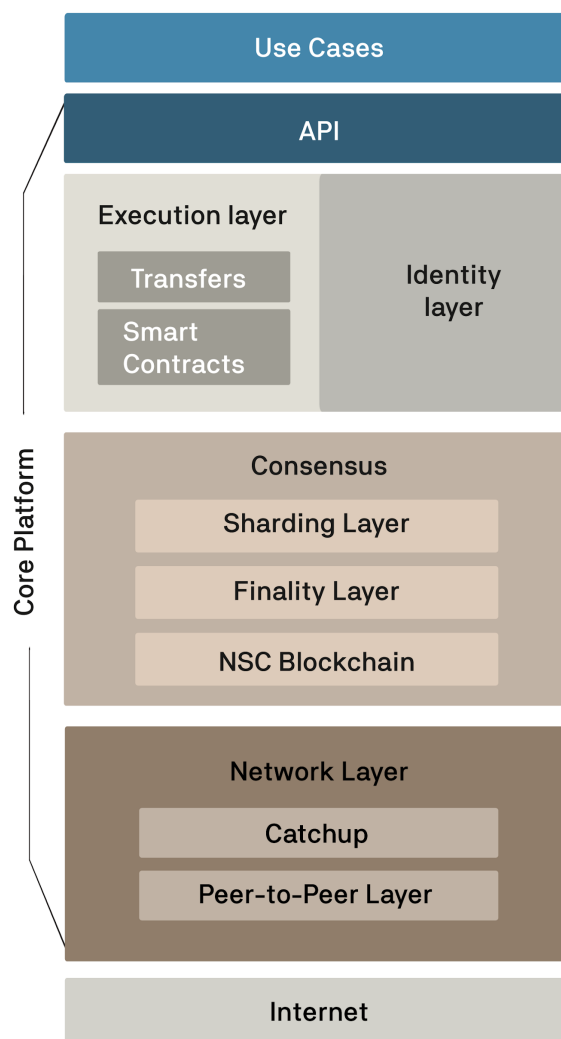 Use Cases
API
Execution layer
Transfers
Smart
Contracts
Identity
layer
Core Platform
Consensus
Sharding Layer
Finality Layer
NSC Blockchain
Network Layer
Catchup
Peer-to-Peer Layer
Internet